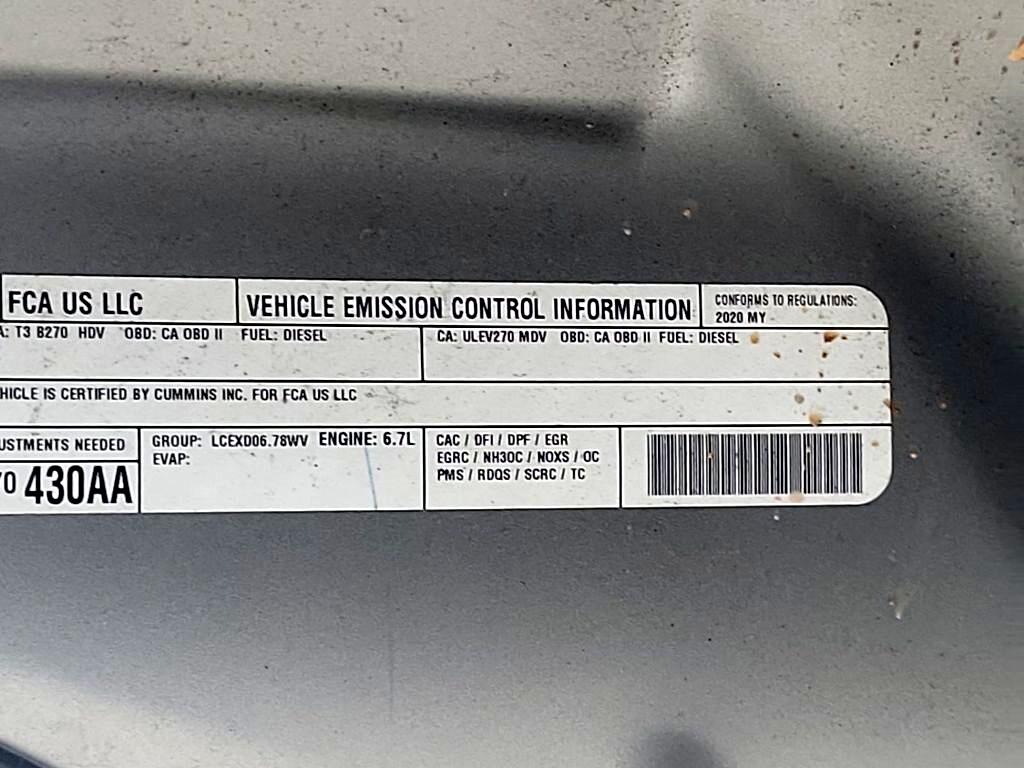 FCA US LLC
VEHICLE EMISSION CONTROL INFORMATION
CONFORMS TO REGULATIONS:
2020 MY
T3 B270 HDV OBD: CA OBD II FUEL: DIESEL
CA: ULEV270 MDV OBD: CA OBD II FUEL: DIESEL
HICLE IS CERTIFIED BY CUMMINS INC. FOR FCA US LLC
USTMENTS NEEDED
430AA
GROUP: LCEXD06.78WV ENGINE: 6.7L
EVAP:
CAC / DFI / DPF / EGR
EGRC / NH3OC / NOXS / OC
PMS / RDQS / SCRC / TC